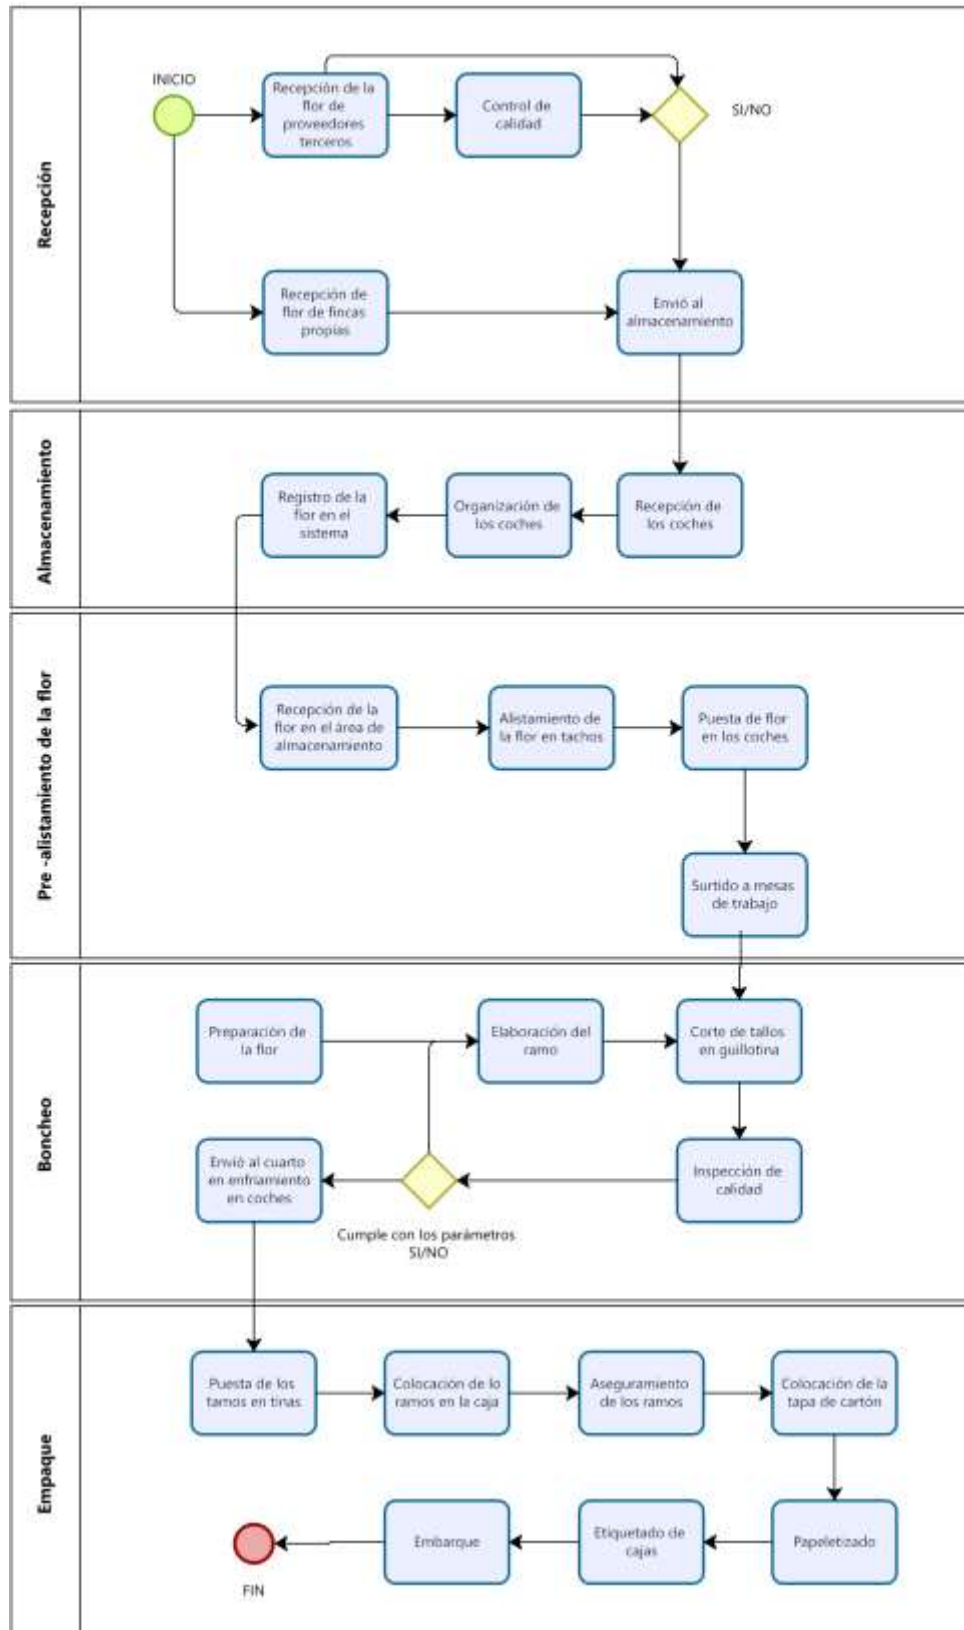 Recepción
INICIO
Recepción de la
flor de
proveedores
terceros
Control de
calidad
SI/NO
Recepción de
flor de fincas
propias
Envió al
almacenamiento
Almacenamiento
Registro de la
flor en el
sistema
Organización de
los coches
Recepción de
los coches
Pre -alistamiento de la flor
Recepción de la
flor en el área de
almacenamiento
Alistamiento de
la flor en tachos
Puesta de flor
en los coches
Surtido a mesas
de trabajo
Boncheo
Preparación de
la flor
Elaboración del
ramo
Corte de tallos
en guillotina
Envió al cuarto
en enfriamiento
en coches
Cumple con los parámetros
SI/NO
Inspección de
calidad
Empaque
Puesta de los
tamos en tinas
Colocación de lo
ramos en la caja
Aseguramiento
de los ramos
Colocación de la
tapa de cartón
FIN
Embarque
Etiquetado de
cajas
Papeletizado